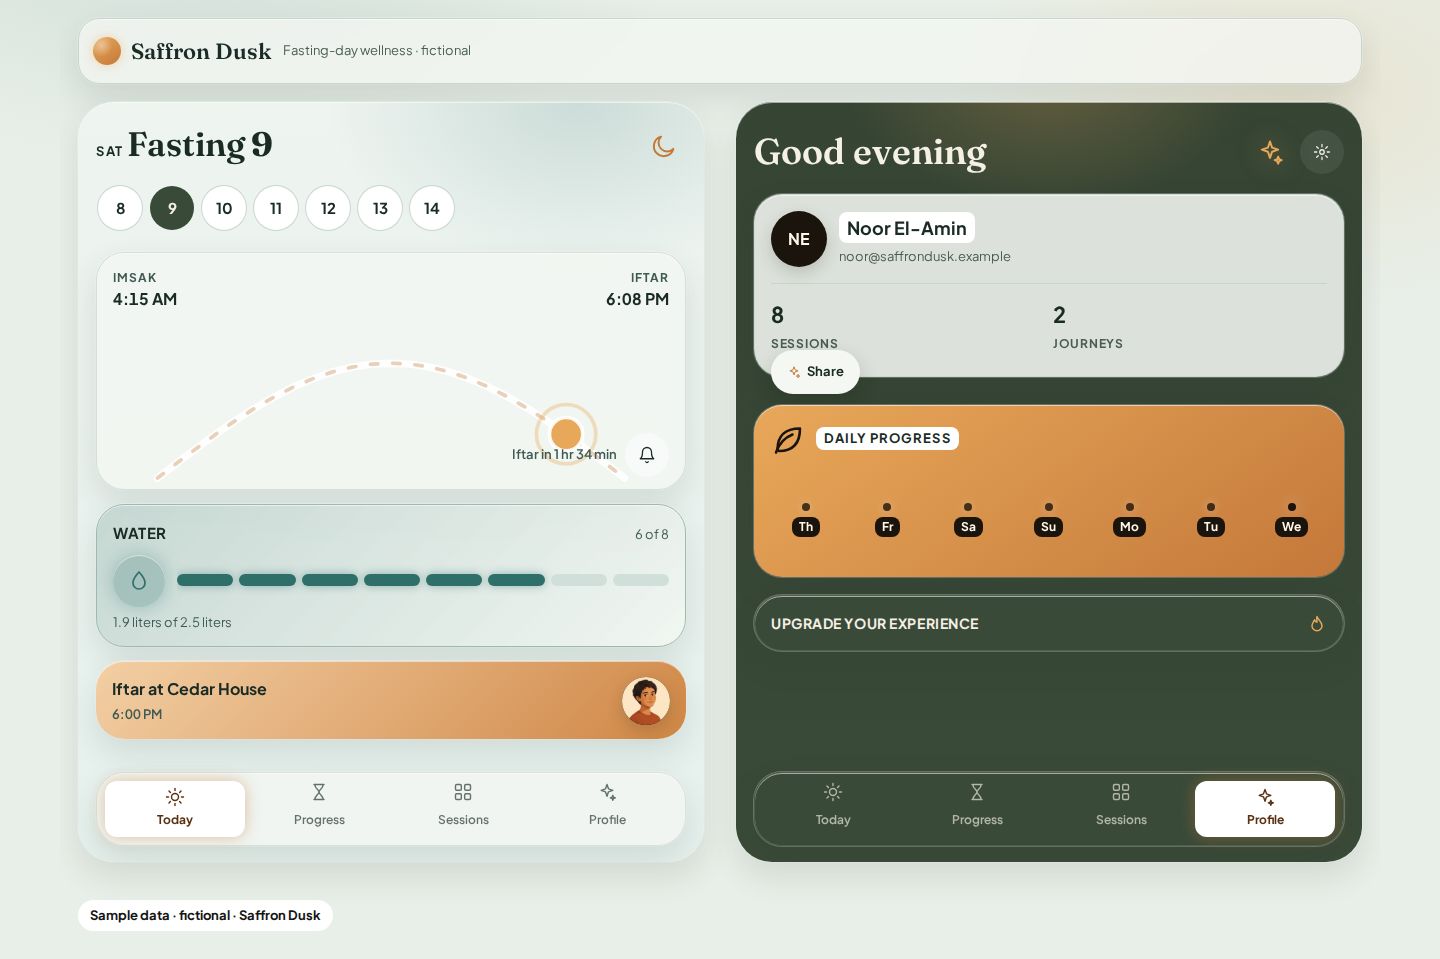 Saffron Dusk Fasting-day wellness · fictional
SAT Fasting 9
8 9 10 11 12 13 14
IMSAK IFTAR
4:15 AM 6:08 PM
Iftar in 1 hr 34 min
WATER 6 of 8
1.9 liters of 2.5 liters
Iftar at Cedar House
6:00 PM
Today Progress Sessions Profile
Good evening
NE Noor El-Amin
noor@saffrondusk.example
8 2
SESSIONS JOURNEYS
Share
DAILY PROGRESS
Th Fr Sa Su Mo Tu We
UPGRADE YOUR EXPERIENCE
Today Progress Sessions Profile
Sample data · fictional · Saffron Dusk